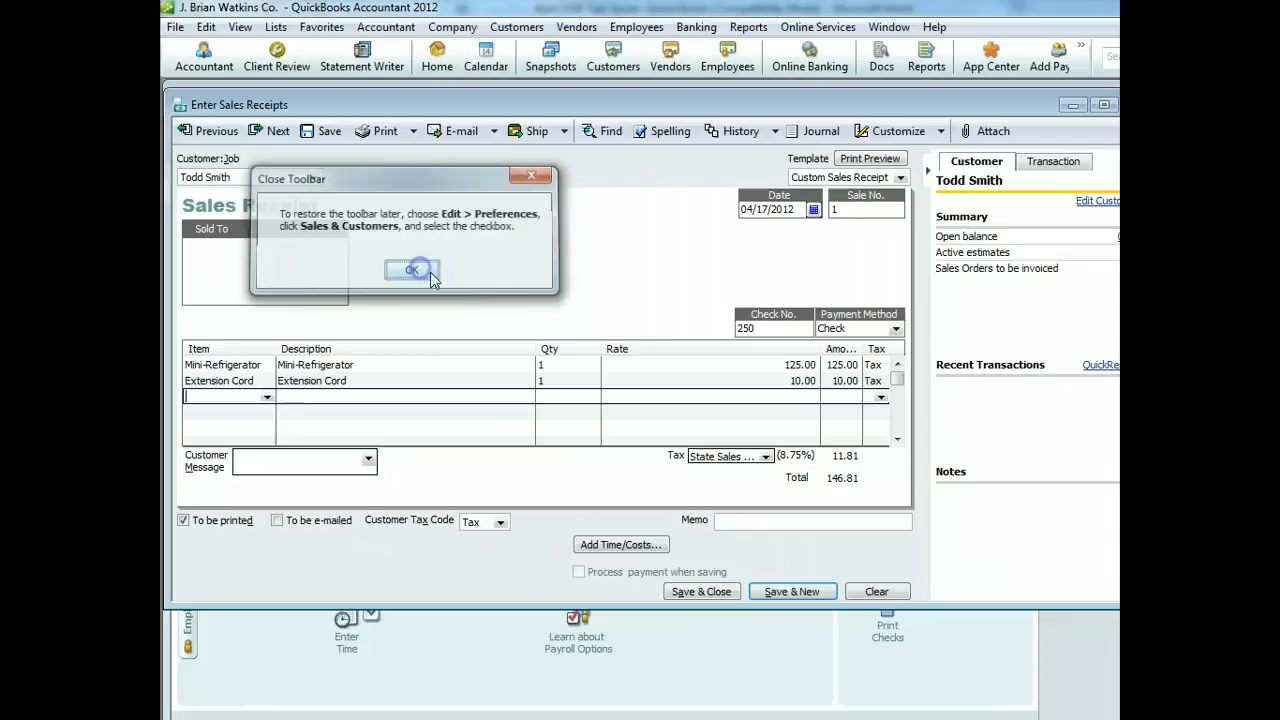 J. Brian Watkins Co. - QuickBooks Accountant 2012
File Edit View Lists Favorites Accountant Company Customers Vendors Employees Banking Reports Online Services Window Help
Accountant Client Review Statement Writer Home Calendar Snapshots Customers Vendors Employees Online Banking Docs Reports App Center Add Pay »
Enter Sales Receipts
Previous Next Save Print E-mail Ship Find Spelling History Journal Customize Attach
Customer:Job Template Print Preview Customer Transaction
Todd Smith Custom Sales Receipt Todd Smith
Close Toolbar
To restore the toolbar later, choose Edit > Preferences,
click Sales & Customers, and select the checkbox.
OK
Sales Receipt
Date Sale No.
04/17/2012 1
Sold To
Edit Custo
Summary
Open balance
Active estimates
Sales Orders to be invoiced
Check No. Payment Method
250 Check
Item Description Qty Rate Amo... Tax
Mini-Refrigerator Mini-Refrigerator 1 125.00 125.00 Tax
Extension Cord Extension Cord 1 10.00 10.00 Tax
Recent Transactions QuickRe
Customer
Message
Tax State Sales ... (8.75%) 11.81
Total 146.81
Notes
To be printed To be e-mailed Customer Tax Code Tax Memo
Add Time/Costs...
Process payment when saving
Save & Close Save & New Clear
Enter
Time
Learn about
Payroll Options
Print
Checks